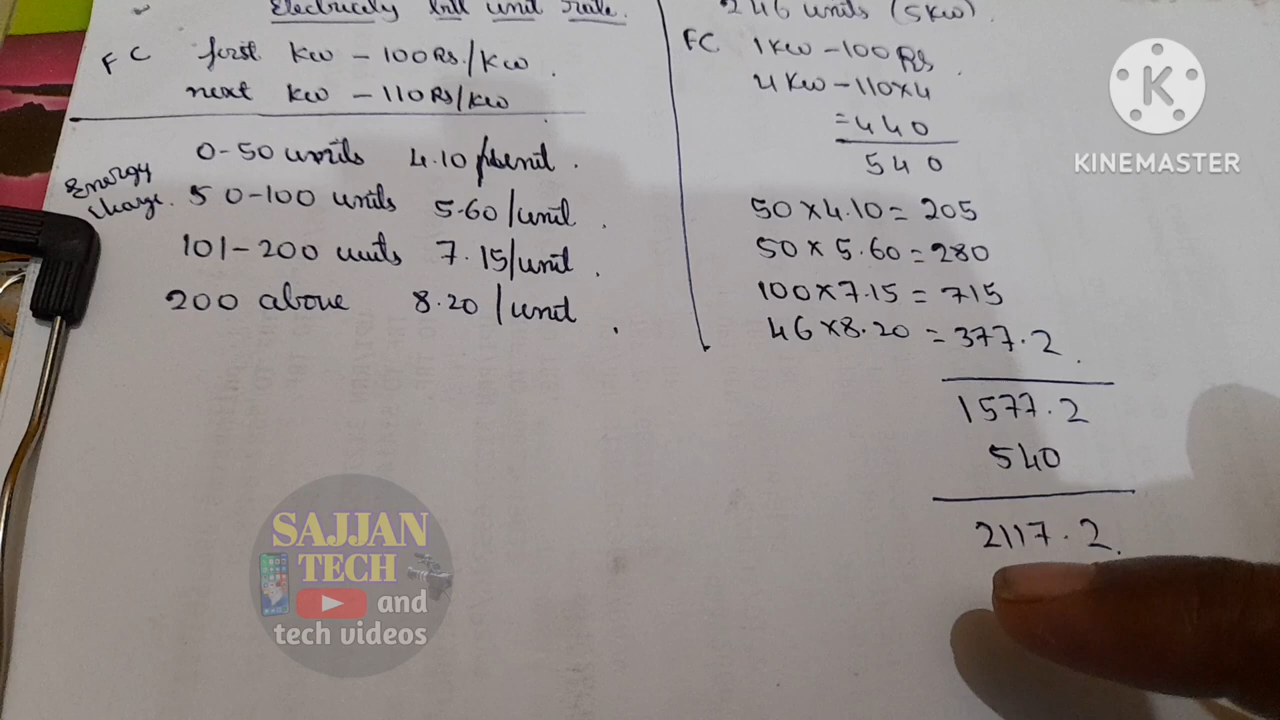 Electricity bill unit rate.
FC first kw - 100Rs/kw.
next kw - 110Rs/kw
Energy charge.
0-50 units 4.10/unit.
50-100 units 5.60/unit.
101-200 units 7.15/unit.
200 above 8.20/unit.
246 units (5kw).
FC 1kw-100Rs.
4kw-110x4
=440
540
50x4.10=205
50x5.60=280
100x7.15=715
46x8.20=377.2.
1577.2
540
2117.2.
K
KINEMASTER
SAJJAN
TECH
and
tech videos